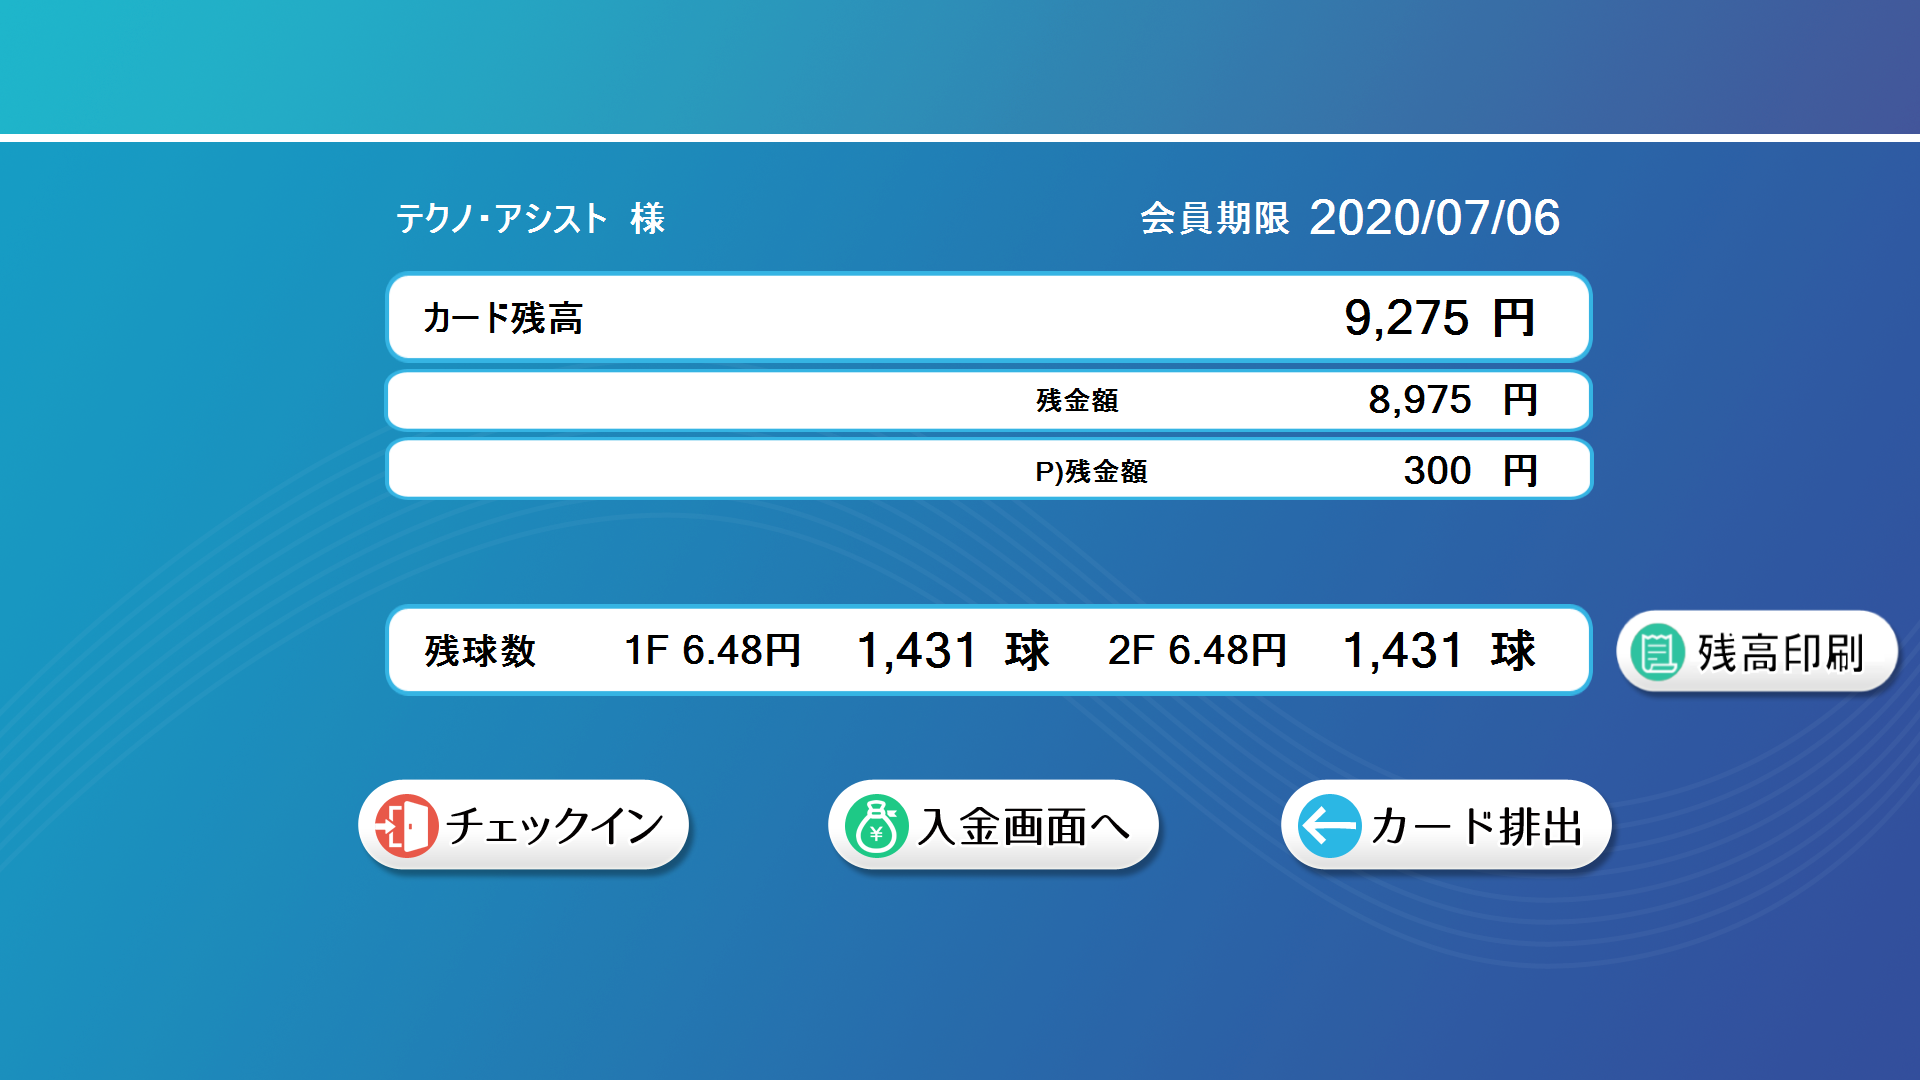 テクノ・アシスト 様
会員期限 2020/07/06
カード残高 9,275 円
残金額 8,975 円
P)残金額 300 円
残球数 1F 6.48円 1,431 球 2F 6.48円 1,431 球
残高印刷
チェックイン
入金画面へ
カード排出